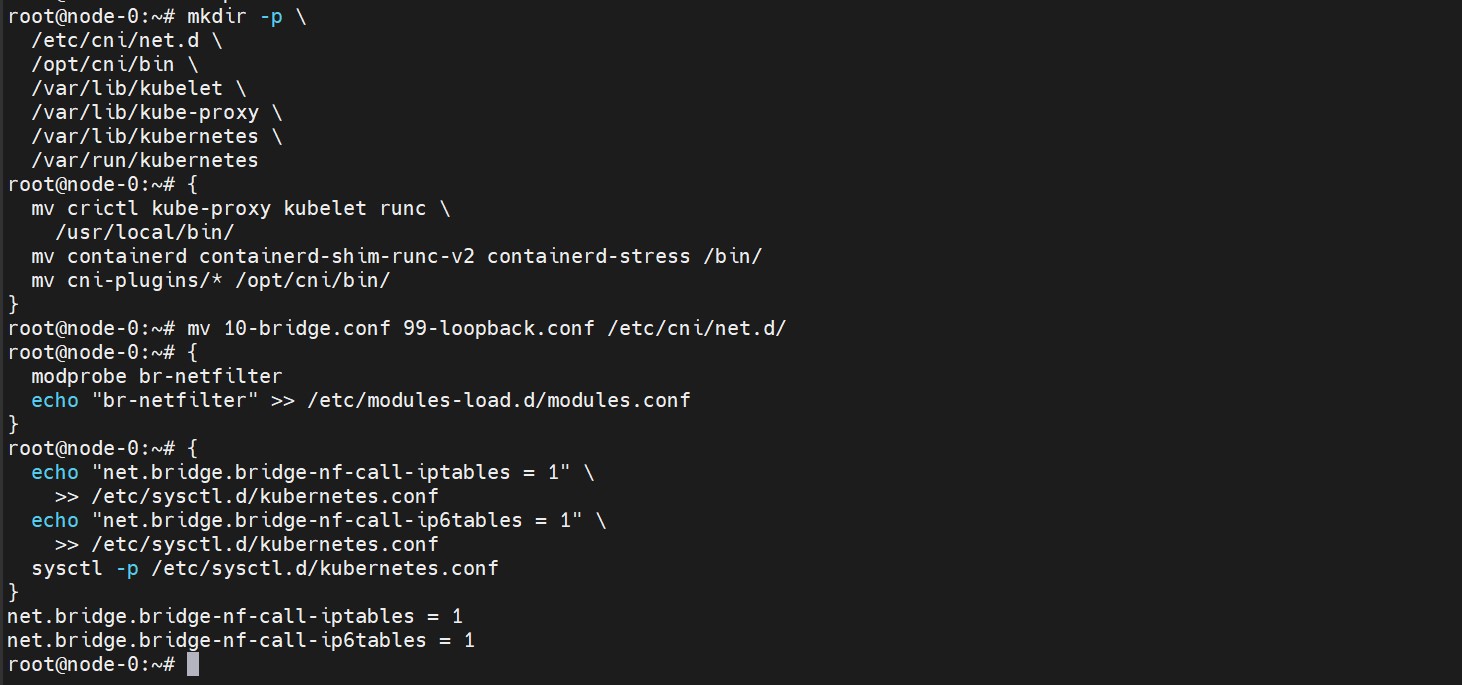 root@node-0:~# mkdir -p \
  /etc/cni/net.d \
  /opt/cni/bin \
  /var/lib/kubelet \
  /var/lib/kube-proxy \
  /var/lib/kubernetes \
  /var/run/kubernetes
root@node-0:~# {
  mv crictl kube-proxy kubelet runc \
    /usr/local/bin/
  mv containerd containerd-shim-runc-v2 containerd-stress /bin/
  mv cni-plugins/* /opt/cni/bin/
}
root@node-0:~# mv 10-bridge.conf 99-loopback.conf /etc/cni/net.d/
root@node-0:~# {
  modprobe br-netfilter
  echo "br-netfilter" >> /etc/modules-load.d/modules.conf
}
root@node-0:~# {
  echo "net.bridge.bridge-nf-call-iptables = 1" \
    >> /etc/sysctl.d/kubernetes.conf
  echo "net.bridge.bridge-nf-call-ip6tables = 1" \
    >> /etc/sysctl.d/kubernetes.conf
  sysctl -p /etc/sysctl.d/kubernetes.conf
}
net.bridge.bridge-nf-call-iptables = 1
net.bridge.bridge-nf-call-ip6tables = 1
root@node-0:~#